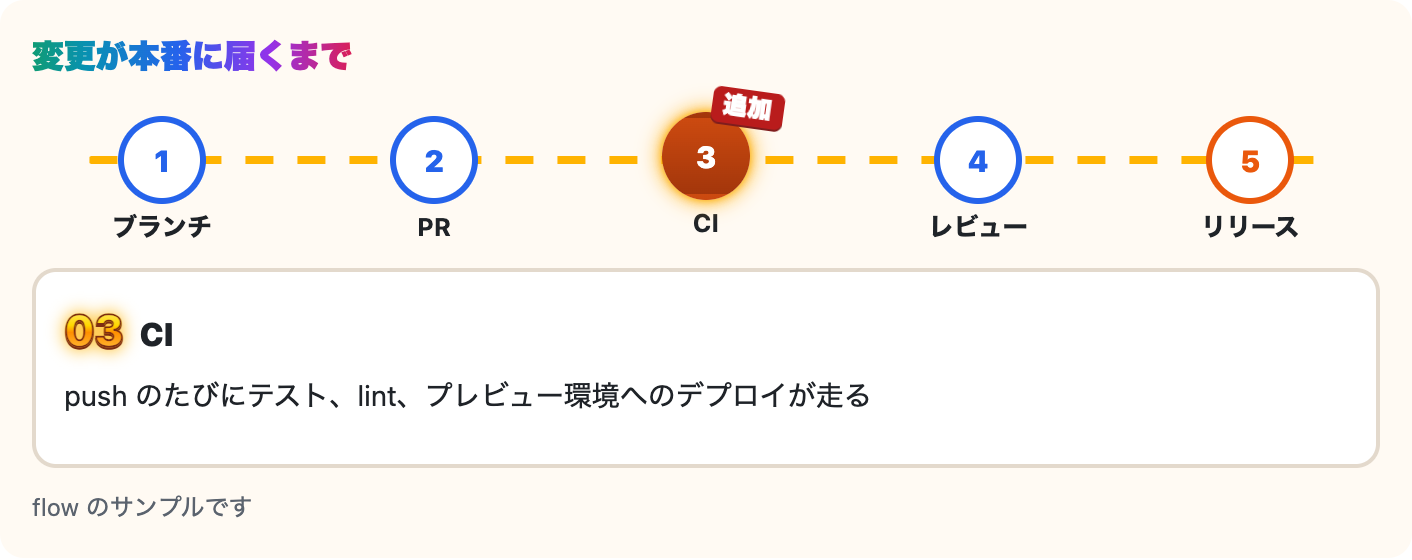 変更が本番に届くまで
追加
1
2
3
4
5
ブランチ
PR
CI
レビュー
リリース
03 CI
push のたびにテスト、lint、プレビュー環境へのデプロイが走る
flow のサンプルです